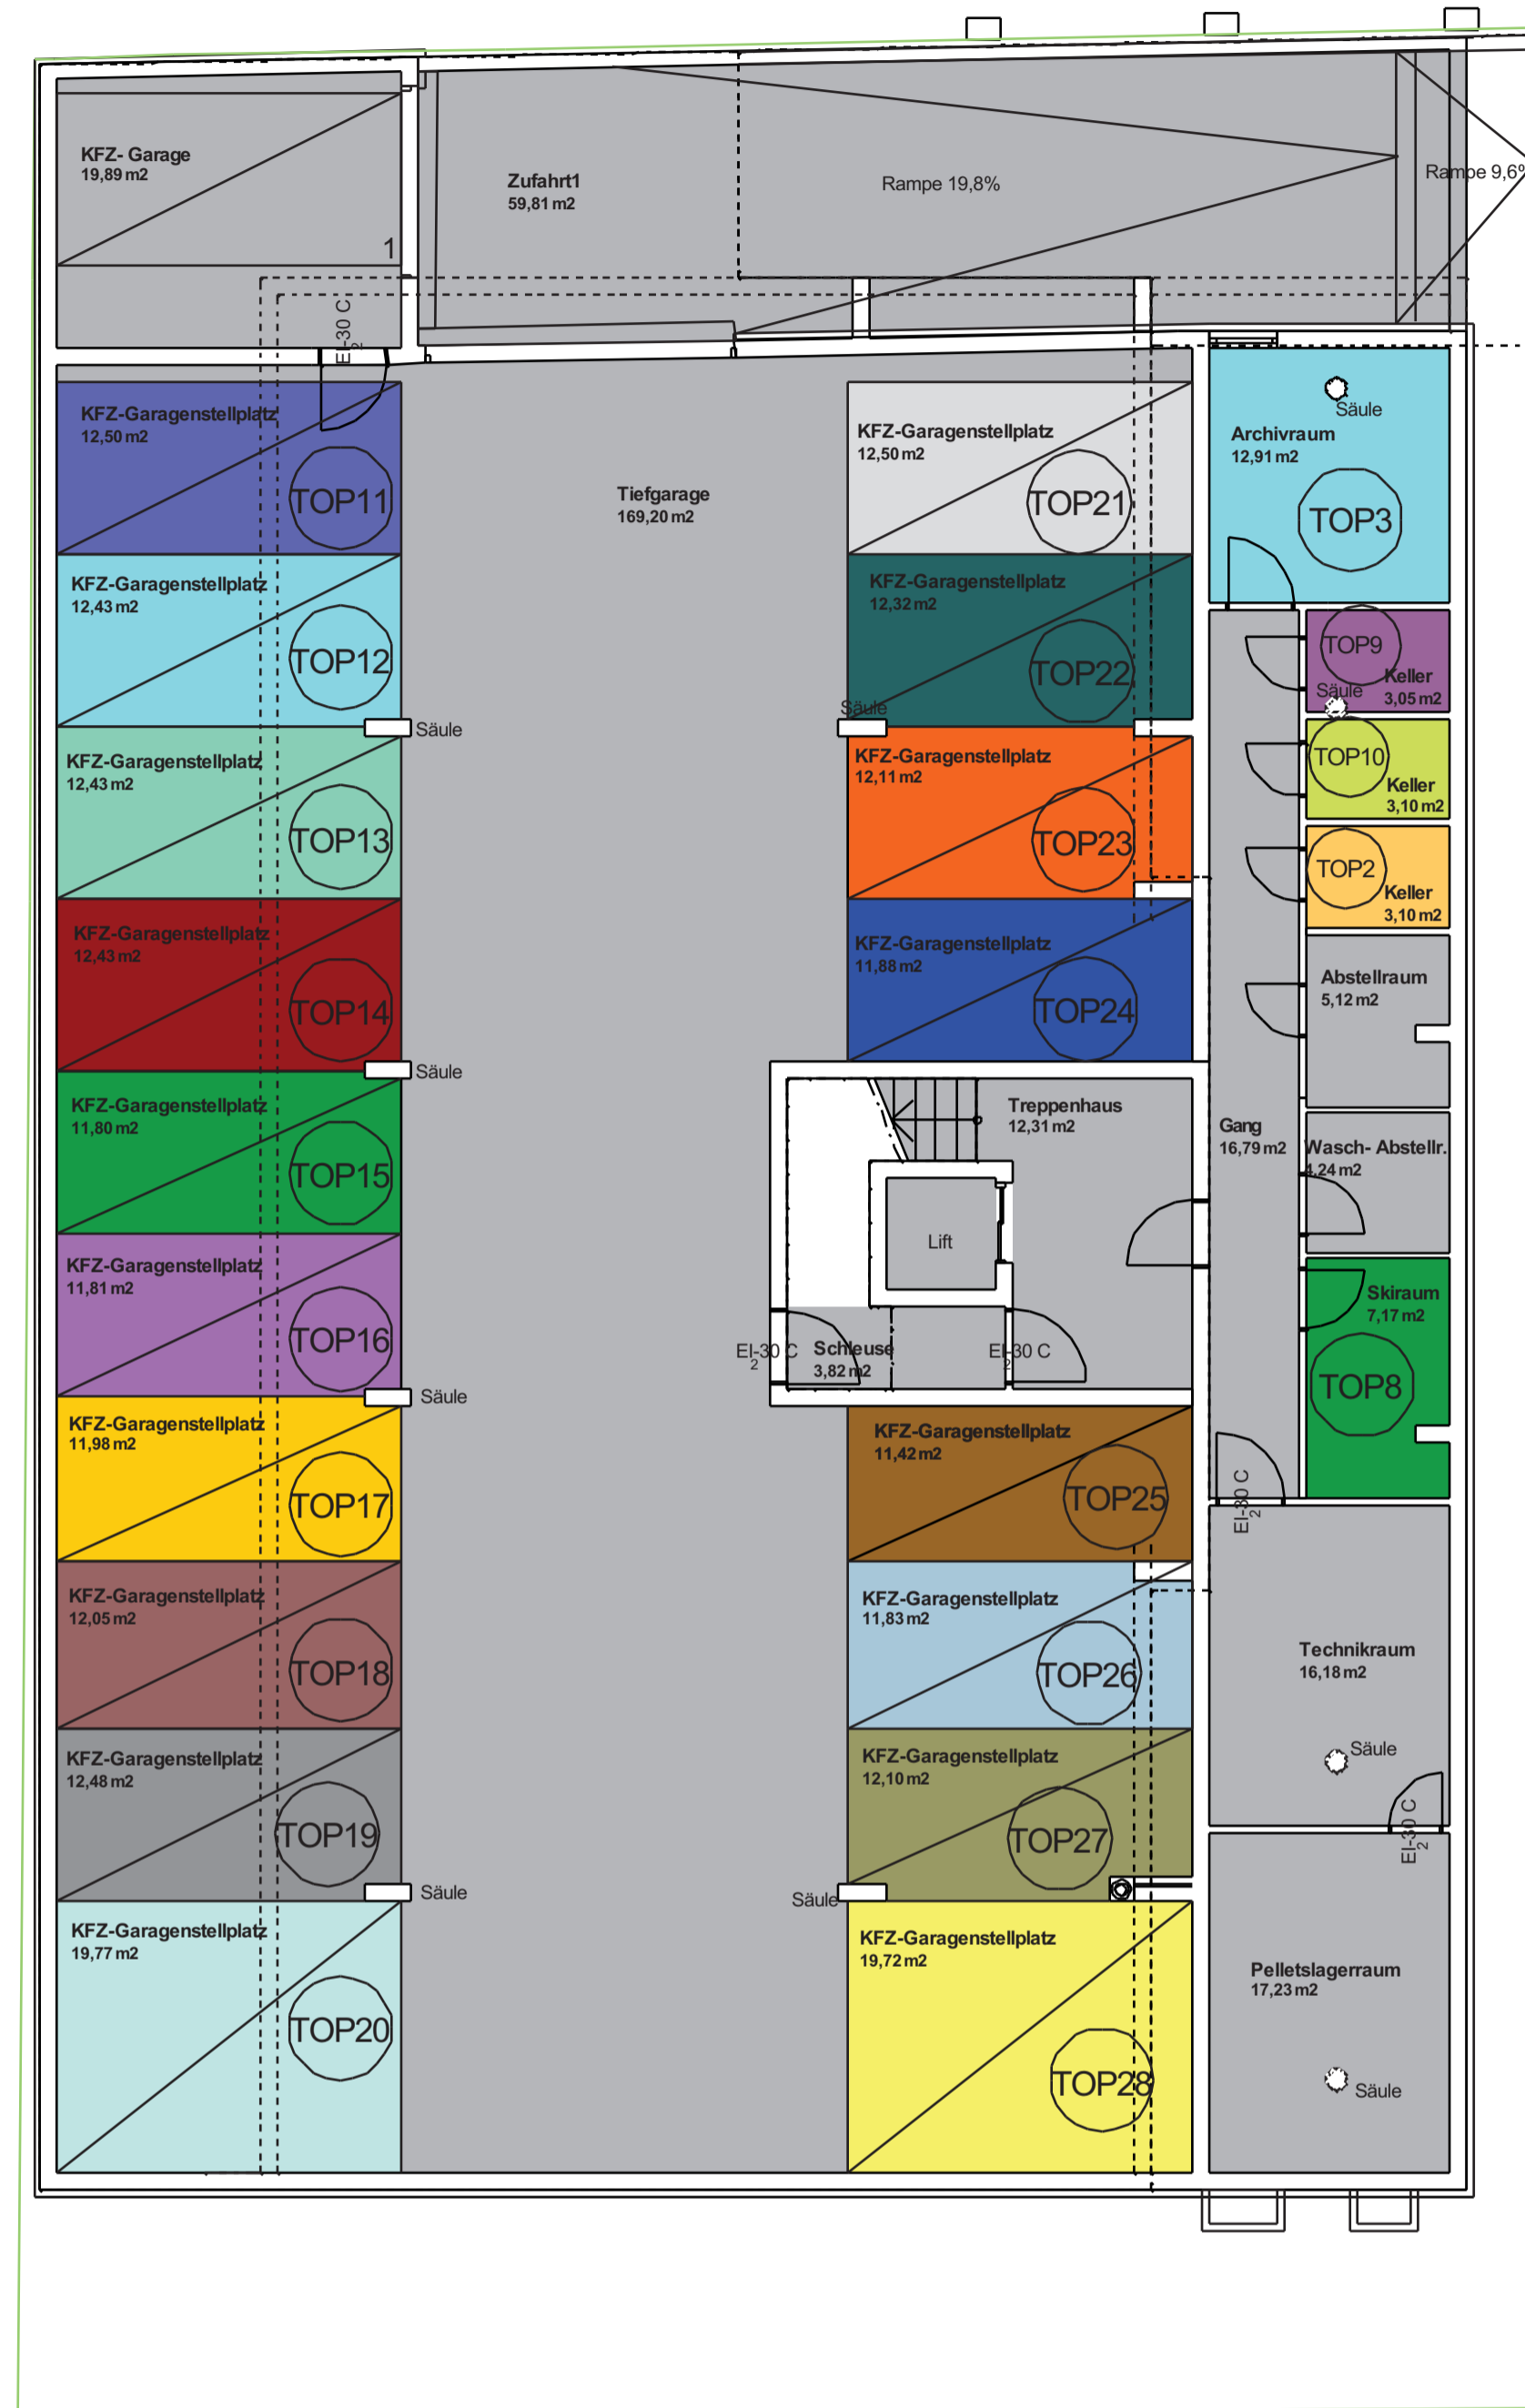 KFZ- Garage
19,89 m2
1
Zufahrt1
59,81 m2
Rampe 19,8%
Rampe 9,6%
EI2-30 C
KFZ-Garagenstellplatz
12,50 m2
TOP11
KFZ-Garagenstellplatz
12,43 m2
TOP12
Säule
KFZ-Garagenstellplatz
12,43 m2
TOP13
KFZ-Garagenstellplatz
12,43 m2
TOP14
Säule
KFZ-Garagenstellplatz
11,80 m2
TOP15
KFZ-Garagenstellplatz
11,81 m2
TOP16
Säule
KFZ-Garagenstellplatz
11,98 m2
TOP17
KFZ-Garagenstellplatz
12,05 m2
TOP18
KFZ-Garagenstellplatz
12,48 m2
TOP19
Säule
KFZ-Garagenstellplatz
19,77 m2
TOP20
Tiefgarage
169,20 m2
KFZ-Garagenstellplatz
12,50 m2
TOP21
KFZ-Garagenstellplatz
12,32 m2
TOP22
Säule
KFZ-Garagenstellplatz
12,11 m2
TOP23
KFZ-Garagenstellplatz
11,88 m2
TOP24
Treppenhaus
12,31 m2
Lift
EI2-30 C
Schleuse
3,82 m2
EI2-30 C
KFZ-Garagenstellplatz
11,42 m2
TOP25
KFZ-Garagenstellplatz
11,83 m2
TOP26
KFZ-Garagenstellplatz
12,10 m2
TOP27
Säule
KFZ-Garagenstellplatz
19,72 m2
TOP28
Säule
Archivraum
12,91 m2
TOP3
TOP9
Keller
3,05 m2
Säule
TOP10
Keller
3,10 m2
TOP2
Keller
3,10 m2
Abstellraum
5,12 m2
Gang
16,79 m2
Wasch- Abstellr.
4,24 m2
Skiraum
7,17 m2
TOP8
EI2-30 C
Technikraum
16,18 m2
Säule
EI2-30 C
Pelletslagerraum
17,23 m2
Säule